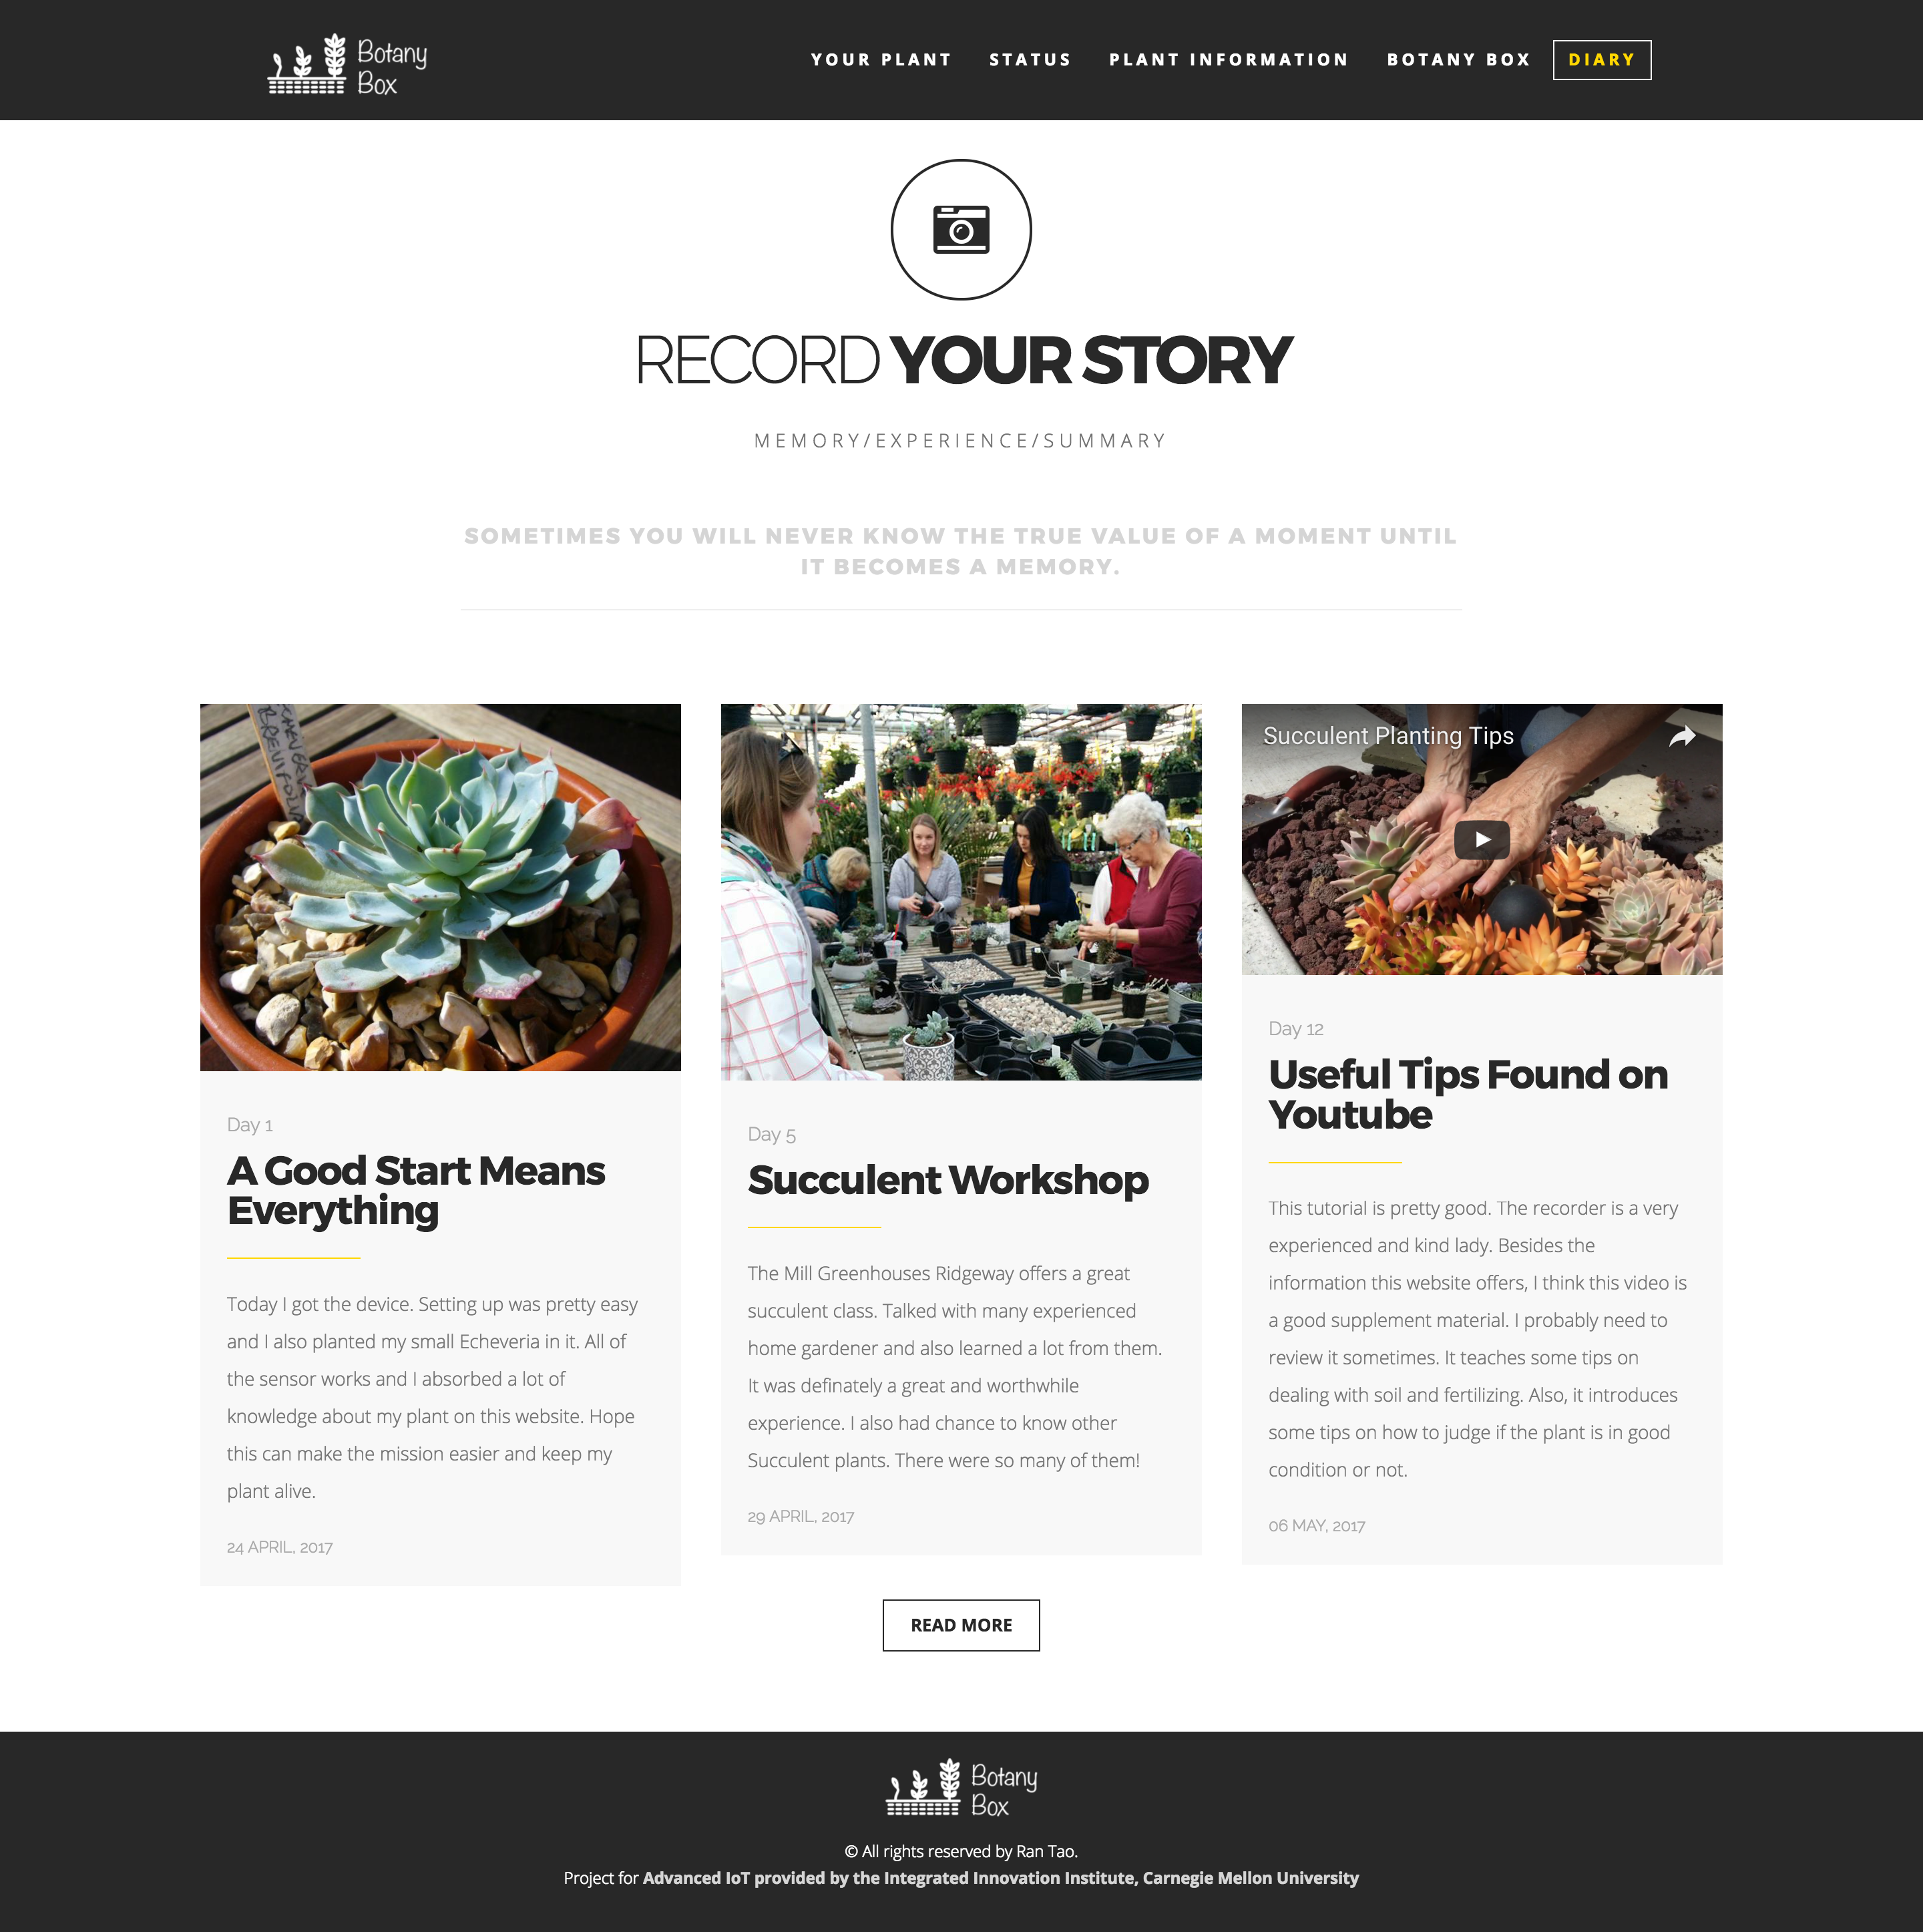 Botany
Box
YOUR PLANT STATUS PLANT INFORMATION BOTANY BOX DIARY
RECORD YOUR STORY
MEMORY/EXPERIENCE/SUMMARY
SOMETIMES YOU WILL NEVER KNOW THE TRUE VALUE OF A MOMENT UNTIL
IT BECOMES A MEMORY.
Day 1
A Good Start Means
Everything
Today I got the device. Setting up was pretty easy
and I also planted my small Echeveria in it. All of
the sensor works and I absorbed a lot of
knowledge about my plant on this website. Hope
this can make the mission easier and keep my
plant alive.
24 APRIL, 2017
Day 5
Succulent Workshop
The Mill Greenhouses Ridgeway offers a great
succulent class. Talked with many experienced
home gardener and also learned a lot from them.
It was definately a great and worthwhile
experience. I also had chance to know other
Succulent plants. There were so many of them!
29 APRIL, 2017
Succulent Planting Tips
Day 12
Useful Tips Found on
Youtube
This tutorial is pretty good. The recorder is a very
experienced and kind lady. Besides the
information this website offers, I think this video is
a good supplement material. I probably need to
review it sometimes. It teaches some tips on
dealing with soil and fertilizing. Also, it introduces
some tips on how to judge if the plant is in good
condition or not.
06 MAY, 2017
READ MORE
Botany
Box
© All rights reserved by Ran Tao.
Project for Advanced IoT provided by the Integrated Innovation Institute, Carnegie Mellon University